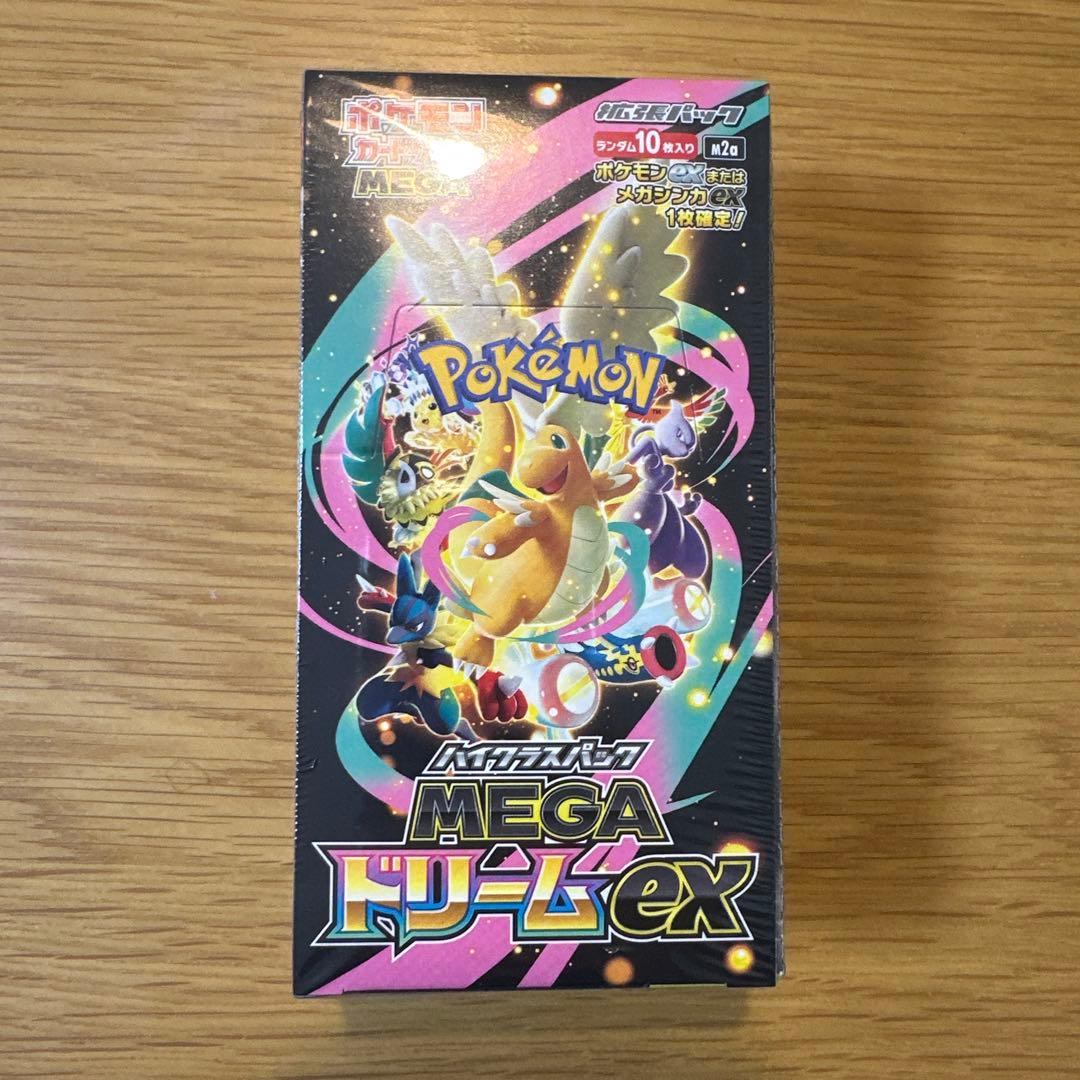 ポケモン
カードゲーム
MEGA
拡張パック
ランダム10枚入り M2a
ポケモンexまたは
メガシンカex
1枚確定!
POKÉMON
TM
ハイクラスパック
MEGA
ドリームex